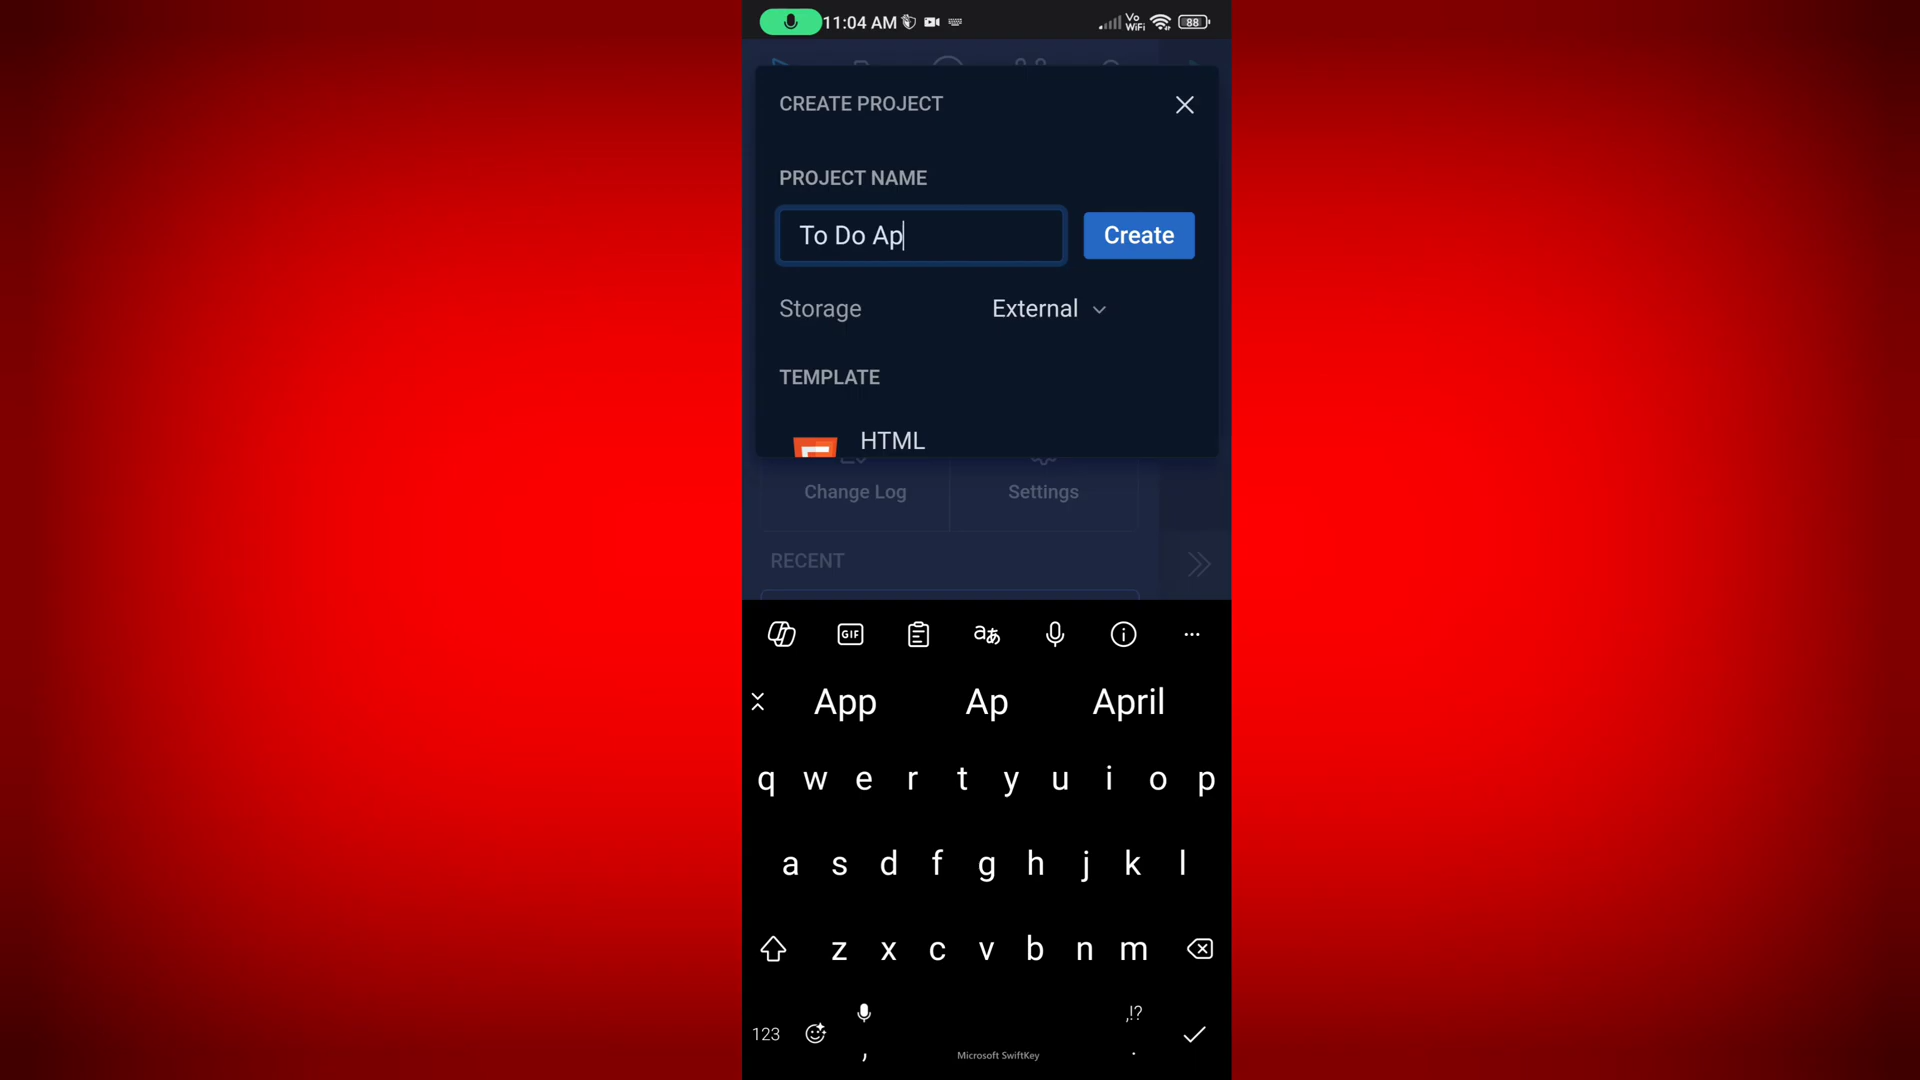 11:04 AM
Vo
WiFi
88
CREATE PROJECT
PROJECT NAME
To Do Ap
Create
Storage
External
TEMPLATE
HTML
Change Log
Settings
RECENT
GIF
App
Ap
April
q w e r t y u i o p
a s d f g h j k l
z x c v b n m
123
,
Microsoft SwiftKey
,!?
.